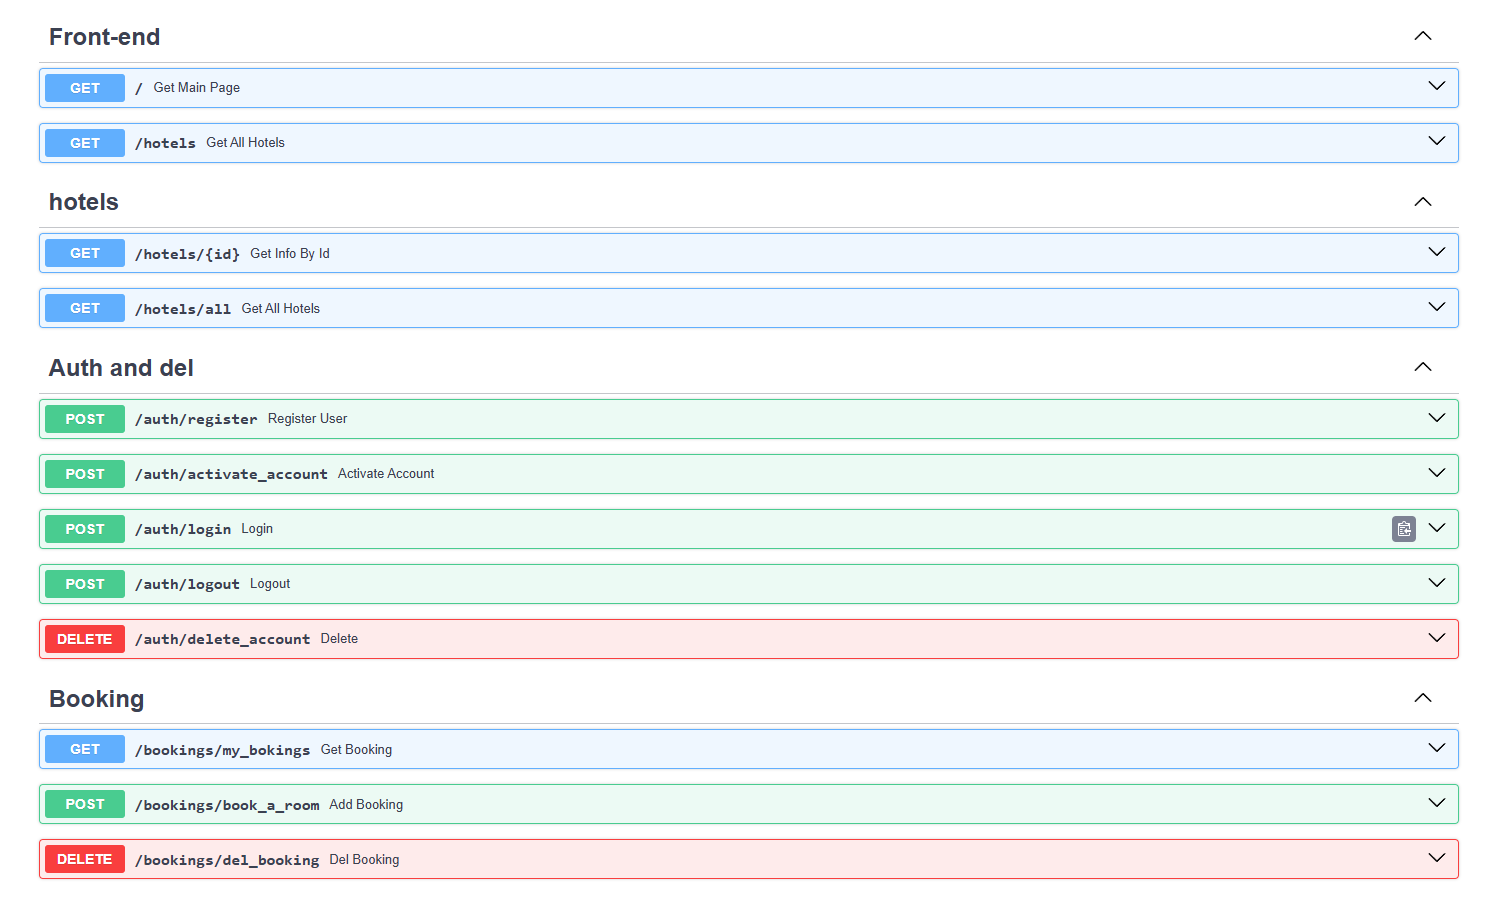 Front-end
GET / Get Main Page
GET /hotels Get All Hotels
hotels
GET /hotels/{id} Get Info By Id
GET /hotels/all Get All Hotels
Auth and del
POST /auth/register Register User
POST /auth/activate_account Activate Account
POST /auth/login Login
POST /auth/logout Logout
DELETE /auth/delete_account Delete
Booking
GET /bookings/my_bokings Get Booking
POST /bookings/book_a_room Add Booking
DELETE /bookings/del_booking Del Booking